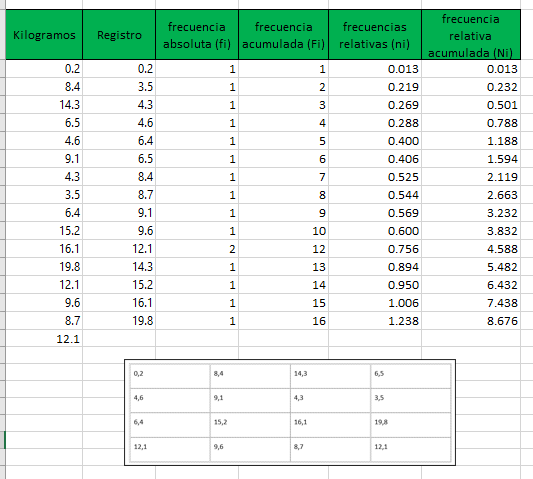 Kilogramos Registro frecuencia absoluta (fi) frecuencia acumulada (Fi) frecuencias relativas (ni) frecuencia relativa acumulada (Ni)
0.2 0.2 1 1 0.013 0.013
8.4 3.5 1 2 0.219 0.232
14.3 4.3 1 3 0.269 0.501
6.5 4.6 1 4 0.288 0.788
4.6 6.4 1 5 0.400 1.188
9.1 6.5 1 6 0.406 1.594
4.3 8.4 1 7 0.525 2.119
3.5 8.7 1 8 0.544 2.663
6.4 9.1 1 9 0.569 3.232
15.2 9.6 1 10 0.600 3.832
16.1 12.1 2 12 0.756 4.588
19.8 14.3 1 13 0.894 5.482
12.1 15.2 1 14 0.950 6.432
9.6 16.1 1 15 1.006 7.438
8.7 19.8 1 16 1.238 8.676
12.1
0,2 8,4 14,3 6,5
4,6 9,1 4,3 3,5
6,4 15,2 16,1 19,8
12,1 9,6 8,7 12,1